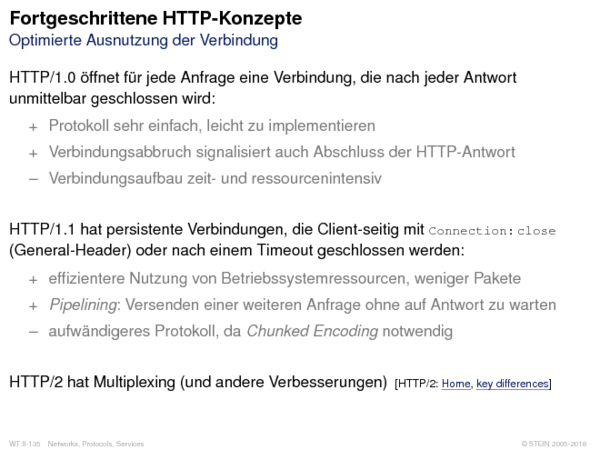 Fortgeschrittene HTTP-Konzepte
Optimierte Ausnutzung der Verbindung
HTTP/1.0 öffnet für jede Anfrage eine Verbindung, die nach jeder Antwort
unmittelbar geschlossen wird:
+ Protokoll sehr einfach, leicht zu implementieren
+ Verbindungsabbruch signalisiert auch Abschluss der HTTP-Antwort
– Verbindungsaufbau zeit- und ressourcenintensiv
HTTP/1.1 hat persistente Verbindungen, die Client-seitig mit Connection:close
(General-Header) oder nach einem Timeout geschlossen werden:
+ effizientere Nutzung von Betriebssystemressourcen, weniger Pakete
+ Pipelining: Versenden einer weiteren Anfrage ohne auf Antwort zu warten
– aufwändigeres Protokoll, da Chunked Encoding notwendig
HTTP/2 hat Multiplexing (und andere Verbesserungen) [HTTP/2: Home, key differences]
WT:II-135 Networks, Protocols, Services © STEIN 2005-2018